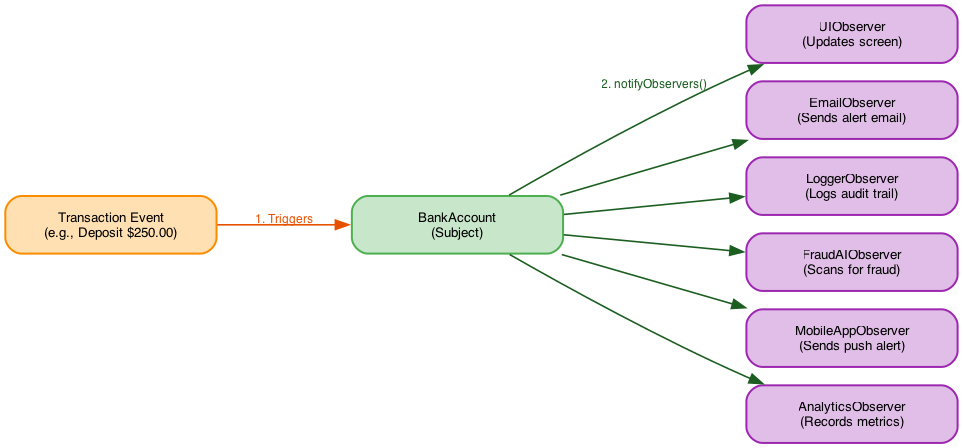 Transaction Event
(e.g., Deposit $250.00)
1. Triggers
BankAccount
(Subject)
2. notifyObservers()
UIObserver
(Updates screen)
EmailObserver
(Sends alert email)
LoggerObserver
(Logs audit trail)
FraudAIObserver
(Scans for fraud)
MobileAppObserver
(Sends push alert)
AnalyticsObserver
(Records metrics)